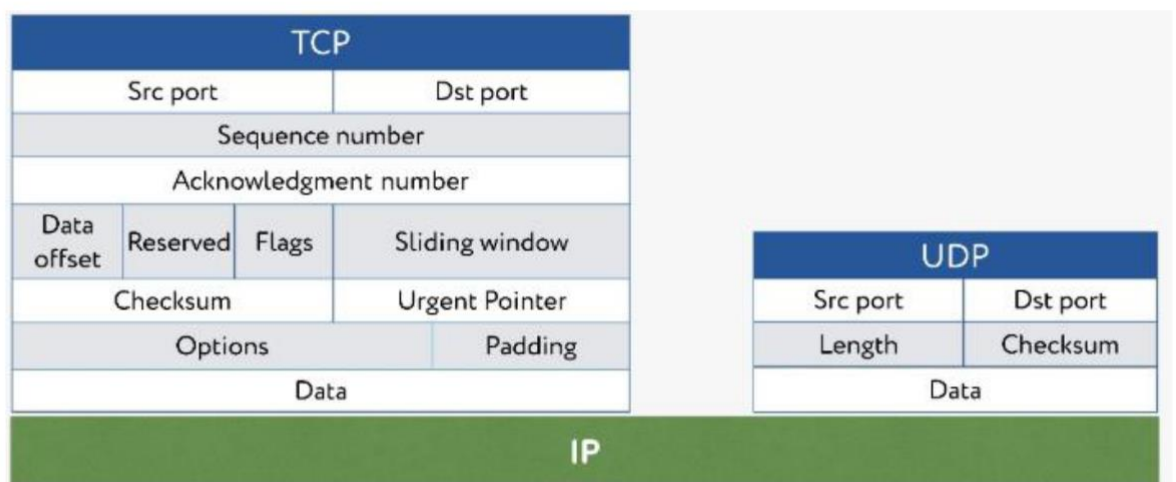 TCP
Src port Dst port
Sequence number
Acknowledgment number
Data offset Reserved Flags Sliding window
Checksum Urgent Pointer
Options Padding
Data
UDP
Src port Dst port
Length Checksum
Data
IP